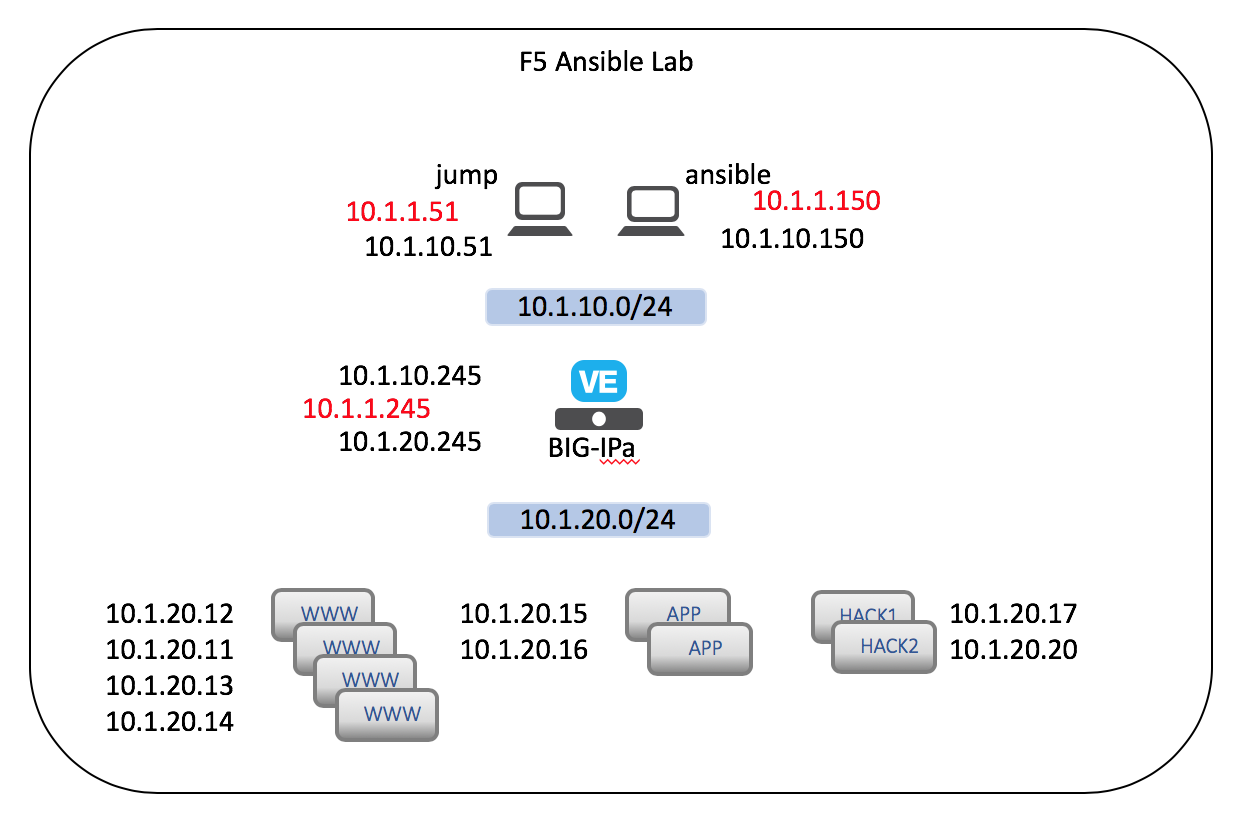 F5 Ansible Lab
jump
10.1.1.51
10.1.10.51
ansible
10.1.1.150
10.1.10.150
10.1.10.0/24
10.1.10.245
10.1.1.245
10.1.20.245
VE
BIG-IPa
10.1.20.0/24
10.1.20.12
10.1.20.11
10.1.20.13
10.1.20.14
WWW
WWW
WWW
WWW
10.1.20.15
10.1.20.16
APP
APP
HACK1
HACK2
10.1.20.17
10.1.20.20